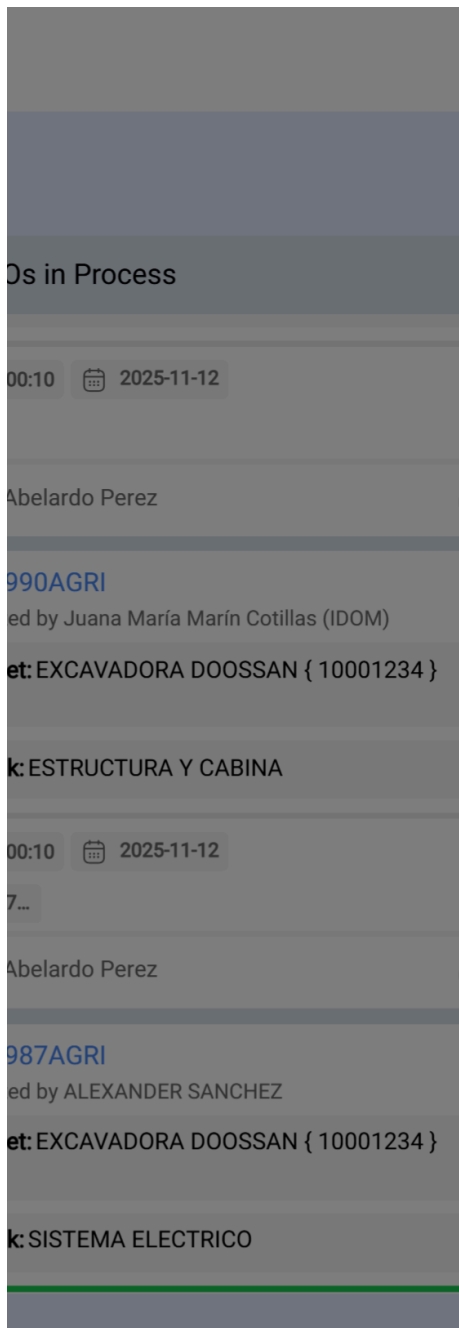 Os in Process
00:10 2025-11-12
Abelardo Perez
990AGRI
ed by Juana María Marín Cotillas (IDOM)
et: EXCAVADORA DOOSSAN { 10001234 }
k: ESTRUCTURA Y CABINA
00:10 2025-11-12
7...
Abelardo Perez
987AGRI
ed by ALEXANDER SANCHEZ
et: EXCAVADORA DOOSSAN { 10001234 }
k: SISTEMA ELECTRICO